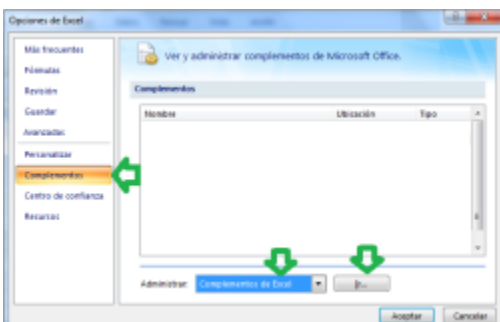 Opciones de Excel
Más frecuentes
Fórmulas
Revisión
Guardar
Avanzadas
Personalizar
Complementos
Centro de confianza
Recursos
Ver y administrar complementos de Microsoft Office.
Complementos
Nombre Ubicación Tipo
Administrar: Complementos de Excel Ir...
Aceptar Cancelar